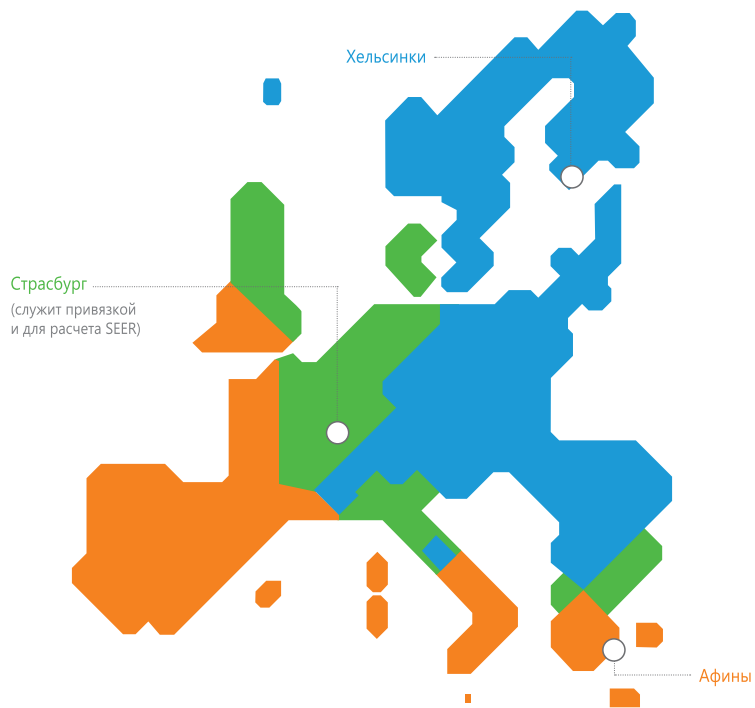 Хельсинки
Страсбург
(служит привязкой
и для расчета SEER)
Афины